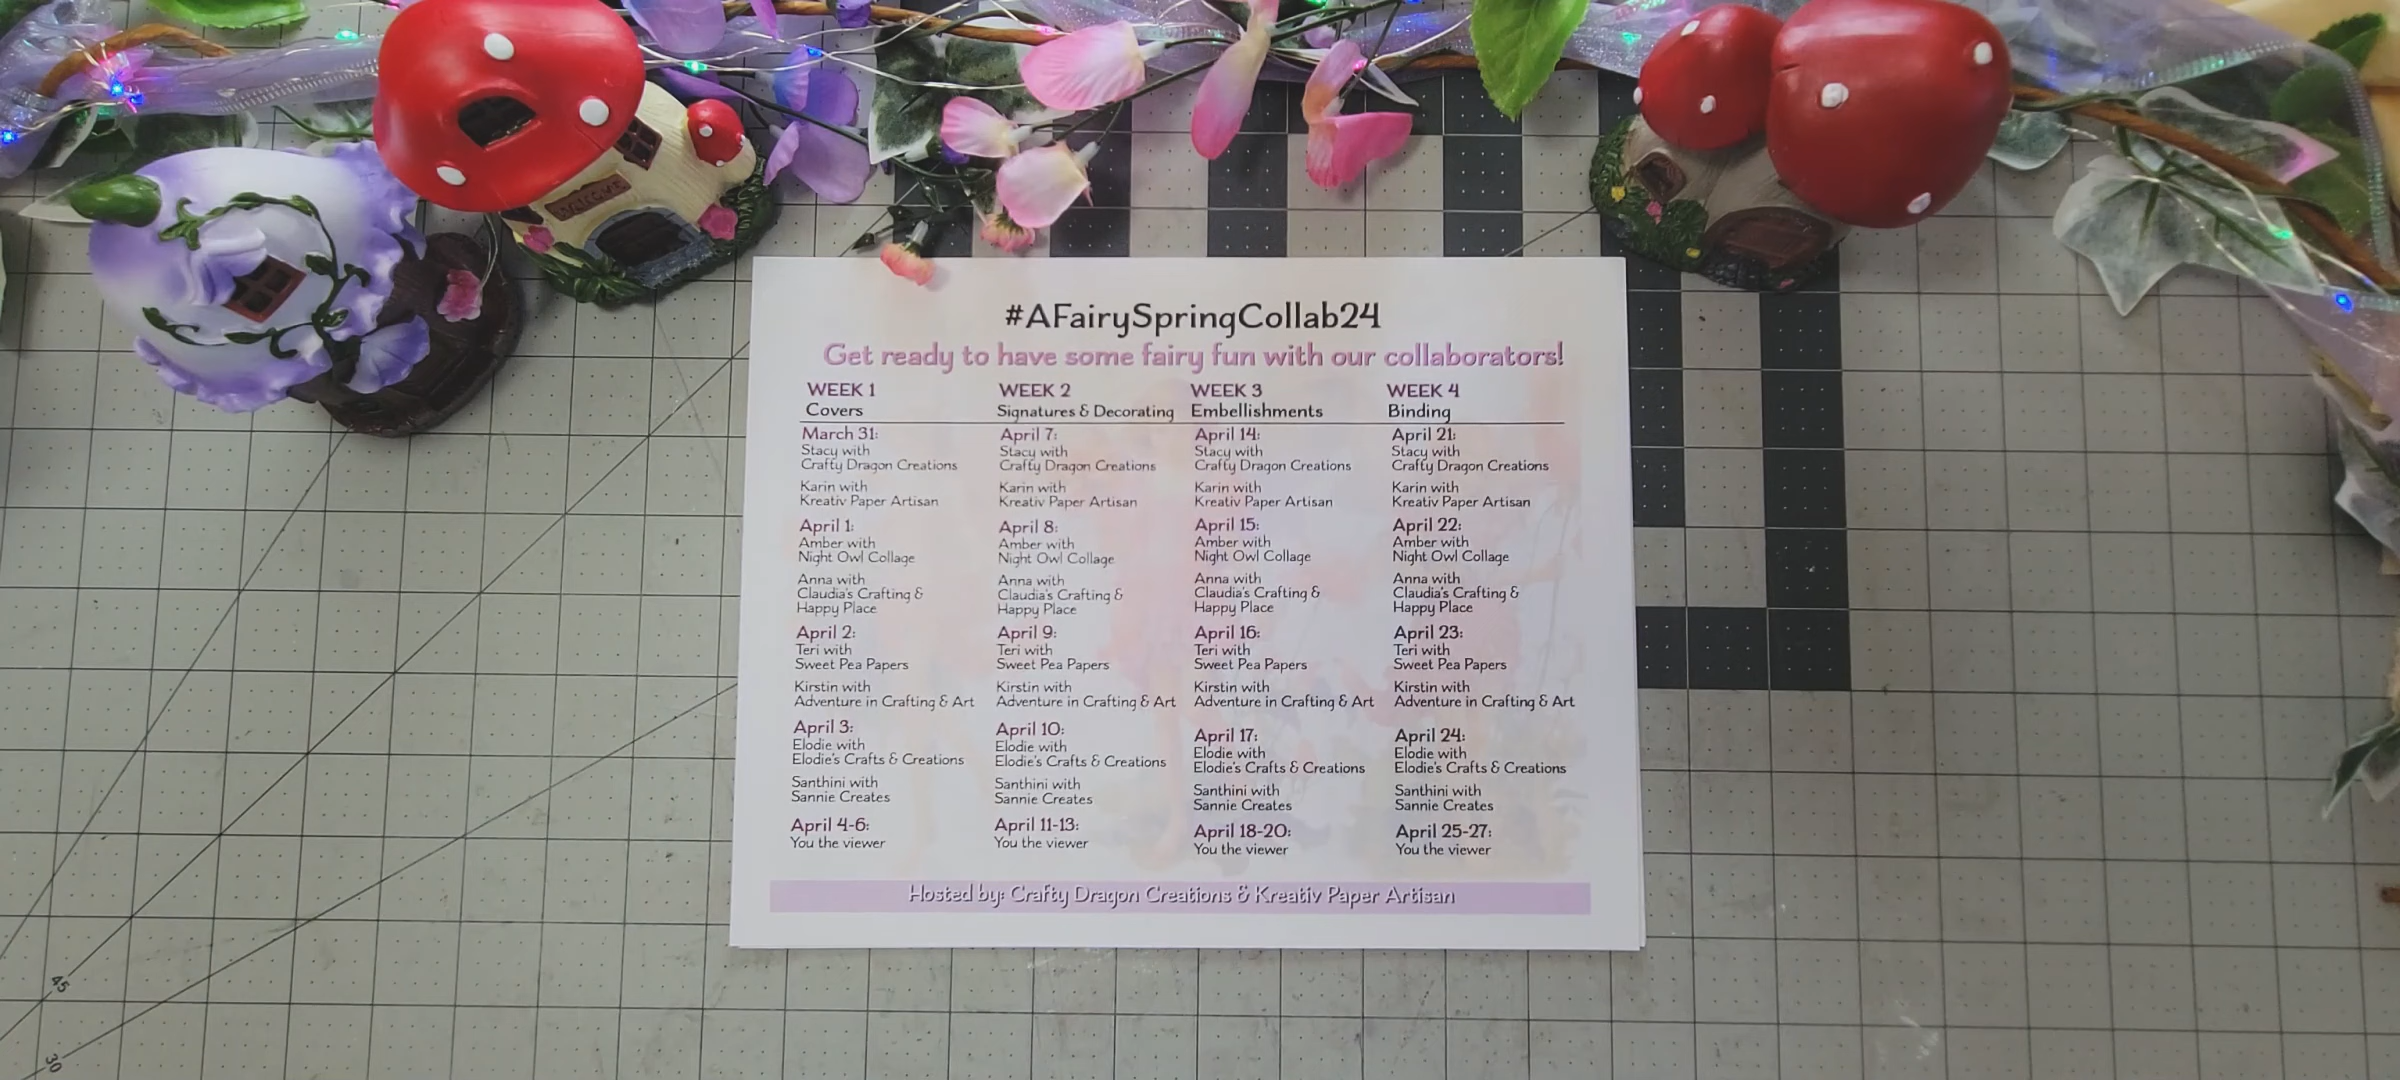 WELCOME
#AFairySpringCollab24
Get ready to have some fairy fun with our collaborators!
WEEK 1
Covers
March 31:
Stacy with
Crafty Dragon Creations
Karin with
Kreativ Paper Artisan
April 1:
Amber with
Night Owl Collage
Anna with
Claudia's Crafting &
Happy Place
April 2:
Teri with
Sweet Pea Papers
Kirstin with
Adventure in Crafting & Art
April 3:
Elodie with
Elodie's Crafts & Creations
Santhini with
Sannie Creates
April 4-6:
You the viewer
WEEK 2
Signatures & Decorating
April 7:
Stacy with
Crafty Dragon Creations
Karin with
Kreativ Paper Artisan
April 8:
Amber with
Night Owl Collage
Anna with
Claudia's Crafting &
Happy Place
April 9:
Teri with
Sweet Pea Papers
Kirstin with
Adventure in Crafting & Art
April 10:
Elodie with
Elodie's Crafts & Creations
Santhini with
Sannie Creates
April 11-13:
You the viewer
WEEK 3
Embellishments
April 14:
Stacy with
Crafty Dragon Creations
Karin with
Kreativ Paper Artisan
April 15:
Amber with
Night Owl Collage
Anna with
Claudia's Crafting &
Happy Place
April 16:
Teri with
Sweet Pea Papers
Kirstin with
Adventure in Crafting & Art
April 17:
Elodie with
Elodie's Crafts & Creations
Santhini with
Sannie Creates
April 18-20:
You the viewer
WEEK 4
Binding
April 21:
Stacy with
Crafty Dragon Creations
Karin with
Kreativ Paper Artisan
April 22:
Amber with
Night Owl Collage
Anna with
Claudia's Crafting &
Happy Place
April 23:
Teri with
Sweet Pea Papers
Kirstin with
Adventure in Crafting & Art
April 24:
Elodie with
Elodie's Crafts & Creations
Santhini with
Sannie Creates
April 25-27:
You the viewer
Hosted by: Crafty Dragon Creations & Kreativ Paper Artisan
45
30